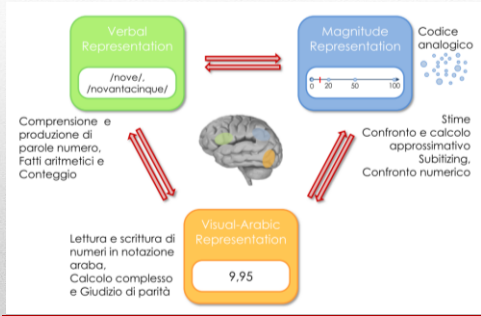 Verbal
Representation
/nove/,
/novantacinque/
Magnitude
Representation
0 20 50 100
Codice
analogico
Comprensione e
produzione di
parole numero,
Fatti aritmetici e
Conteggio
Stime
Confronto e calcolo
approssimativo
Subitizing,
Confronto numerico
Visual-Arabic
Representation
9,95
Lettura e scrittura di
numeri in notazione
araba,
Calcolo complesso
e Giudizio di parità